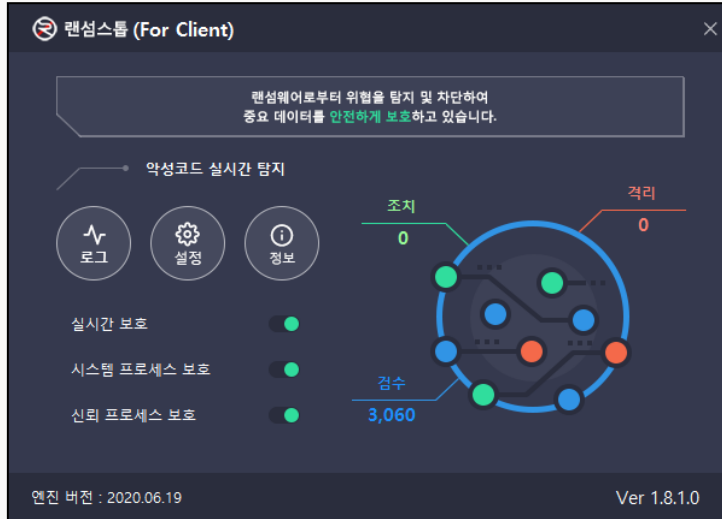 랜섬스톱 (For Client)
랜섬웨어로부터 위협을 탐지 및 차단하여
중요 데이터를 안전하게 보호하고 있습니다.
악성코드 실시간 탐지
로그
설정
정보
실시간 보호
시스템 프로세스 보호
신뢰 프로세스 보호
조치
0
격리
0
검수
3,060
엔진 버전 : 2020.06.19
Ver 1.8.1.0